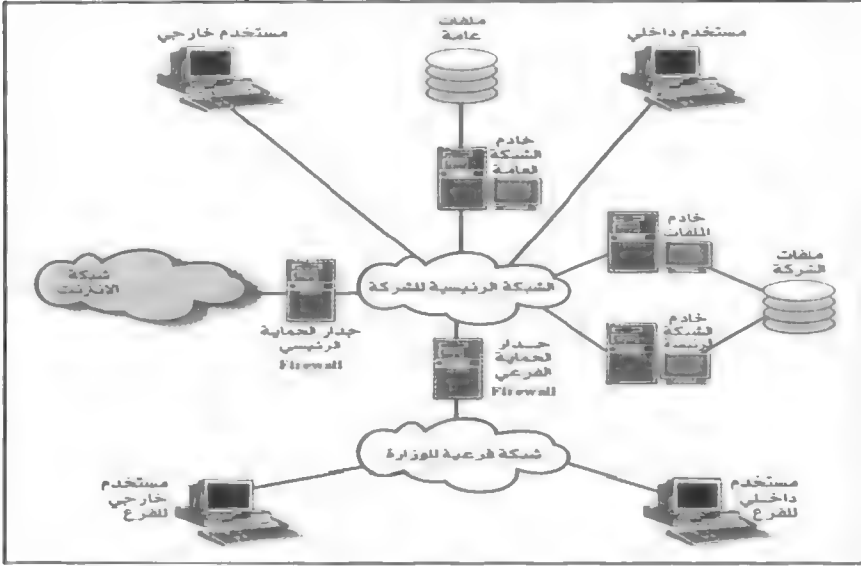 مستخدم خارجي
ملفات
عامة
مستخدم داخلي
خادم
الشبكة
العامة
خادم
الملفات
ملفات
الشركة
شبكة
الانترنت
الشبكة الرئيسية للشركة
جدار الحماية
الرئيسي
Firewall
جدار
الحماية
الفرعي
Firewall
خادم
الشبكة
شبكة فرعية للوزارة
مستخدم
خارجي
للفرع
مستخدم
داخلي
للفرع